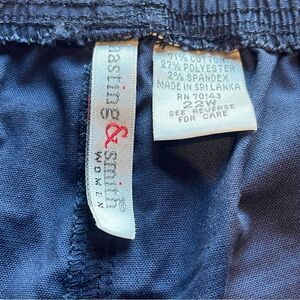 hasting & smith®
WOMEN
71% COTTON
27% POLYESTER
2% SPANDEX
MADE IN SRI LANKA
RN 70143
22W
SEE REVERSE
FOR CARE